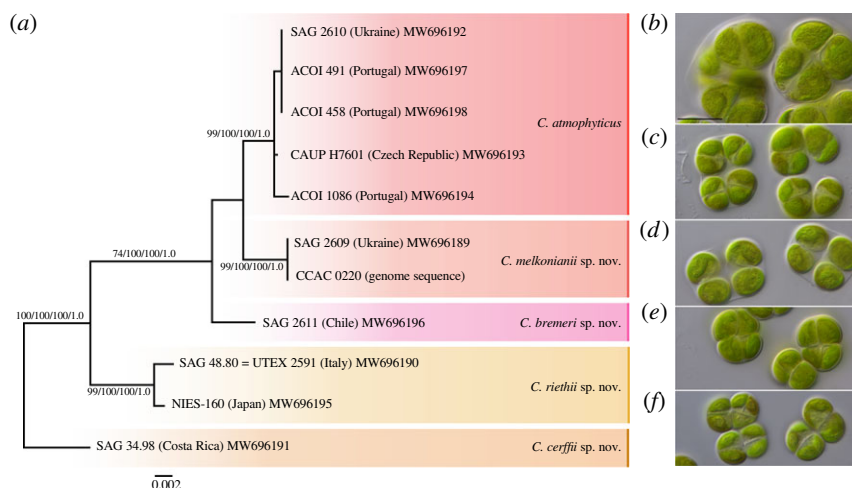 (a)
SAG 2610 (Ukraine) MW696192
ACOI 491 (Portugal) MW696197
ACOI 458 (Portugal) MW696198
99/100/100/1.0
C. atmophyticus
CAUP H7601 (Czech Republic) MW696193
ACOI 1086 (Portugal) MW696194
SAG 2609 (Ukraine) MW696189
74/100/100/1.0
C. melkonianii sp. nov.
99/100/100/1.0
CCAC 0220 (genome sequence)
100/100/100/1.0
SAG 2611 (Chile) MW696196
C. bremeri sp. nov.
SAG 48.80 = UTEX 2591 (Italy) MW696190
99/100/100/1.0
C. riethii sp. nov.
NIES-160 (Japan) MW696195
SAG 34.98 (Costa Rica) MW696191
C. cerffii sp. nov.
0.002
(b)
(c)
(d)
(e)
(f)